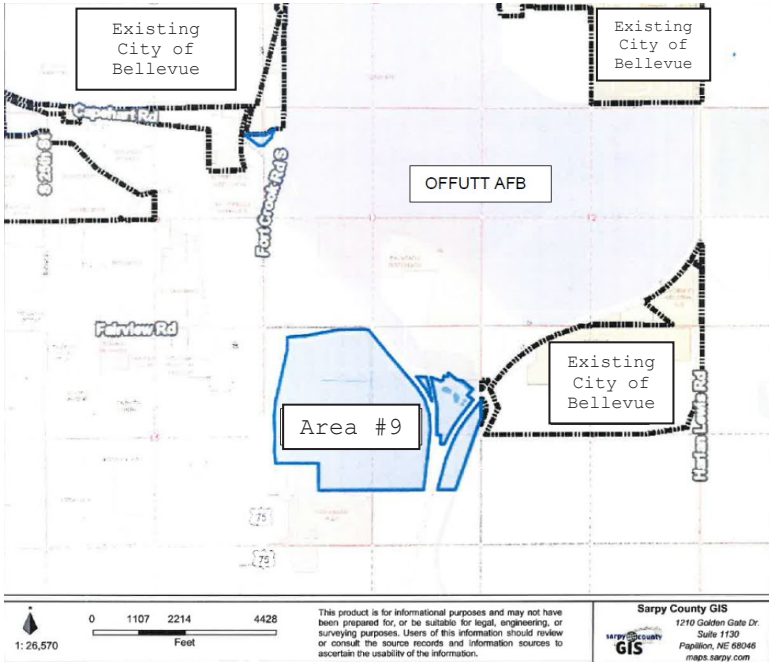 Existing
City of
Bellevue
Existing
City of
Bellevue
Capehart Rd
S 25th St
OFFUTT AFB
Fort Crook Rd S
Fairview Rd
Existing
City of
Bellevue
Area #9
Harlan Lewis Rd
75
75
1: 26,570
0 1107 2214 4428
Feet
This product is for informational purposes and may not have
been prepared for, or be suitable for legal, engineering, or
surveying purposes. Users of this information should review
or consult the source records and information sources to
ascertain the usability of the information.
Sarpy County GIS
sarpy county
GIS
1210 Golden Gate Dr.
Suite 1130
Papillion, NE 68046
maps.sarpy.com